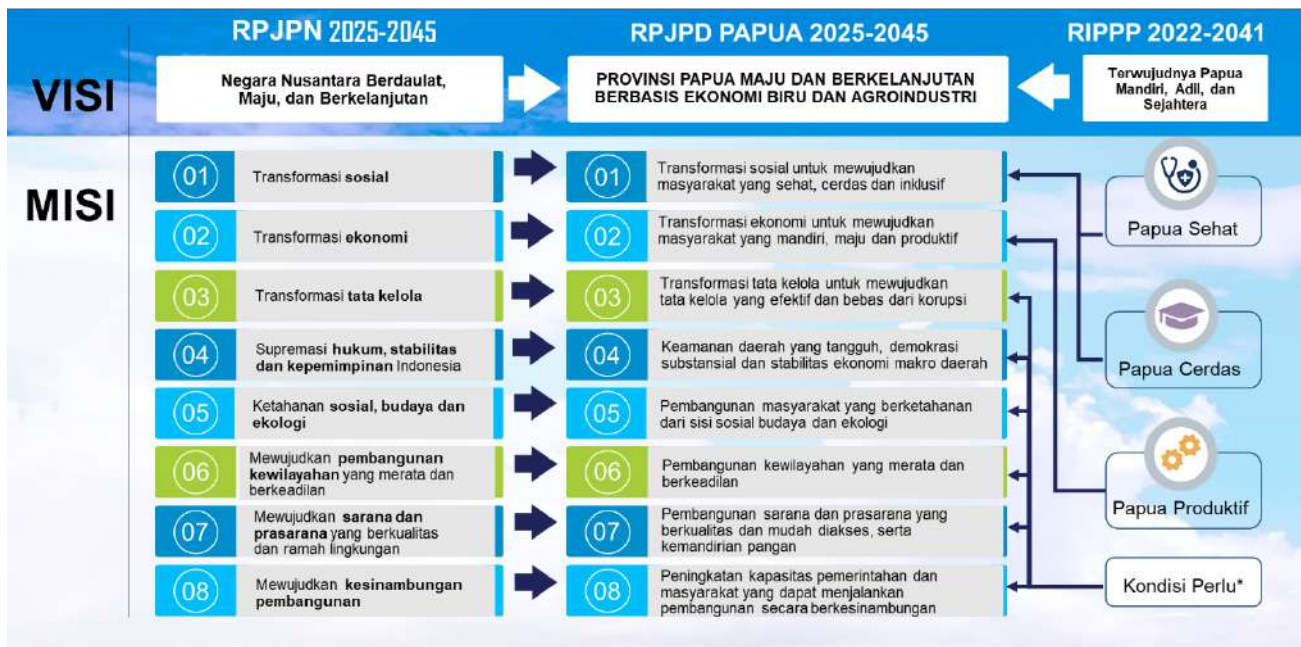 RPJPN 2025-2045
RPJPD PAPUA 2025-2045
RIPPP 2022-2041
VISI
Negara Nusantara Berdaulat,
Maju, dan Berkelanjutan
PROVINSI PAPUA MAJU DAN BERKELANJUTAN
BERBASIS EKONOMI BIRU DAN AGROINDUSTRI
Terwujudnya Papua
Mandiri, Adil, dan
Sejahtera
MISI
01
Transformasi sosial
01
Transformasi sosial untuk mewujudkan
masyarakat yang sehat, cerdas dan inklusif
02
Transformasi ekonomi
02
Transformasi ekonomi untuk mewujudkan
masyarakat yang mandiri, maju dan produktif
03
Transformasi tata kelola
03
Transformasi tata kelola untuk mewujudkan
tata kelola yang efektif dan bebas dari korupsi
04
Supremasi hukum, stabilitas
dan kepemimpinan Indonesia
04
Keamanan daerah yang tangguh, demokrasi
substansial dan stabilitas ekonomi makro daerah
05
Ketahanan sosial, budaya dan
ekologi
05
Pembangunan masyarakat yang berketahanan
dari sisi sosial budaya dan ekologi
06
Mewujudkan pembangunan
kewilayahan yang merata dan
berkeadilan
06
Pembangunan kewilayahan yang merata dan
berkeadilan
07
Mewujudkan sarana dan
prasarana yang berkualitas
dan ramah lingkungan
07
Pembangunan sarana dan prasarana yang
berkualitas dan mudah diakses, serta
kemandirian pangan
08
Mewujudkan kesinambungan
pembangunan
08
Peningkatan kapasitas pemerintahan dan
masyarakat yang dapat menjalankan
pembangunan secara berkesinambungan
Papua Sehat
Papua Cerdas
Papua Produktif
Kondisi Perlu*